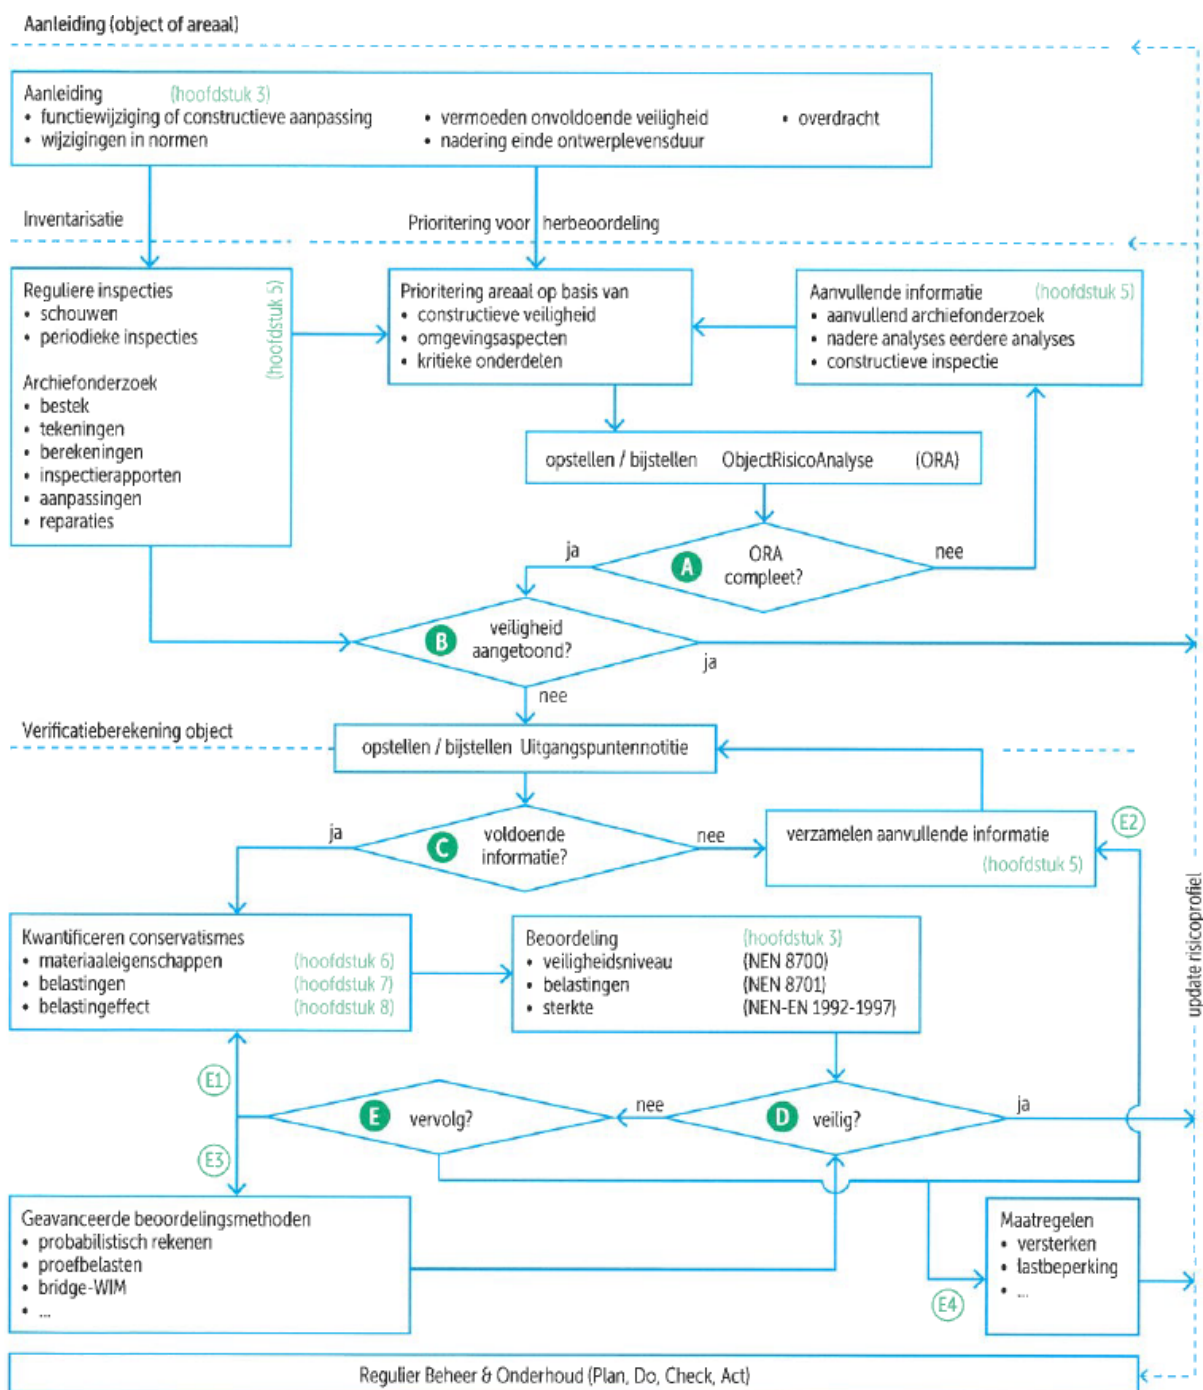 Aanleiding (object of areaal)
Aanleiding (hoofdstuk 3)
• functiewijziging of constructieve aanpassing
• wijzigingen in normen
• vermoeden onvoldoende veiligheid
• nadering einde ontwerplevensduur
• overdracht
Inventarisatie
Prioritering voor herbeoordeling
Reguliere inspecties
• schouwen
• periodieke inspecties
Archiefonderzoek
• bestek
• tekeningen
• berekeningen
• inspectierapporten
• aanpassingen
• reparaties
(hoofdstuk 5)
Prioritering areaal op basis van
• constructieve veiligheid
• omgevingsaspecten
• kritieke onderdelen
Aanvullende informatie (hoofdstuk 5)
• aanvullend archiefonderzoek
• nadere analyses eerdere analyses
• constructieve inspectie
opstellen / bijstellen ObjectRisicoAnalyse (ORA)
ja
A
ORA
compleet?
nee
B
veiligheid
aangetoond?
ja
nee
Verificatieberekening object
opstellen / bijstellen Uitgangspuntennotitie
ja
C
voldoende
informatie?
nee
verzamelen aanvullende informatie
(hoofdstuk 5)
E2
Kwantificeren conservatismes
• materiaaleigenschappen (hoofdstuk 6)
• belastingen (hoofdstuk 7)
• belastingeffect (hoofdstuk 8)
Beoordeling (hoofdstuk 3)
• veiligheidsniveau (NEN 8700)
• belastingen (NEN 8701)
• sterkte (NEN-EN 1992-1997)
update risicoprofiel
E1
E vervolg?
nee
D veilig?
ja
E3
Geavanceerde beoordelingsmethoden
• probabilistisch rekenen
• proefbelasten
• bridge-WIM
• ...
E4
Maatregelen
• versterken
• lastbeperking
• ...
Regulier Beheer & Onderhoud (Plan, Do, Check, Act)